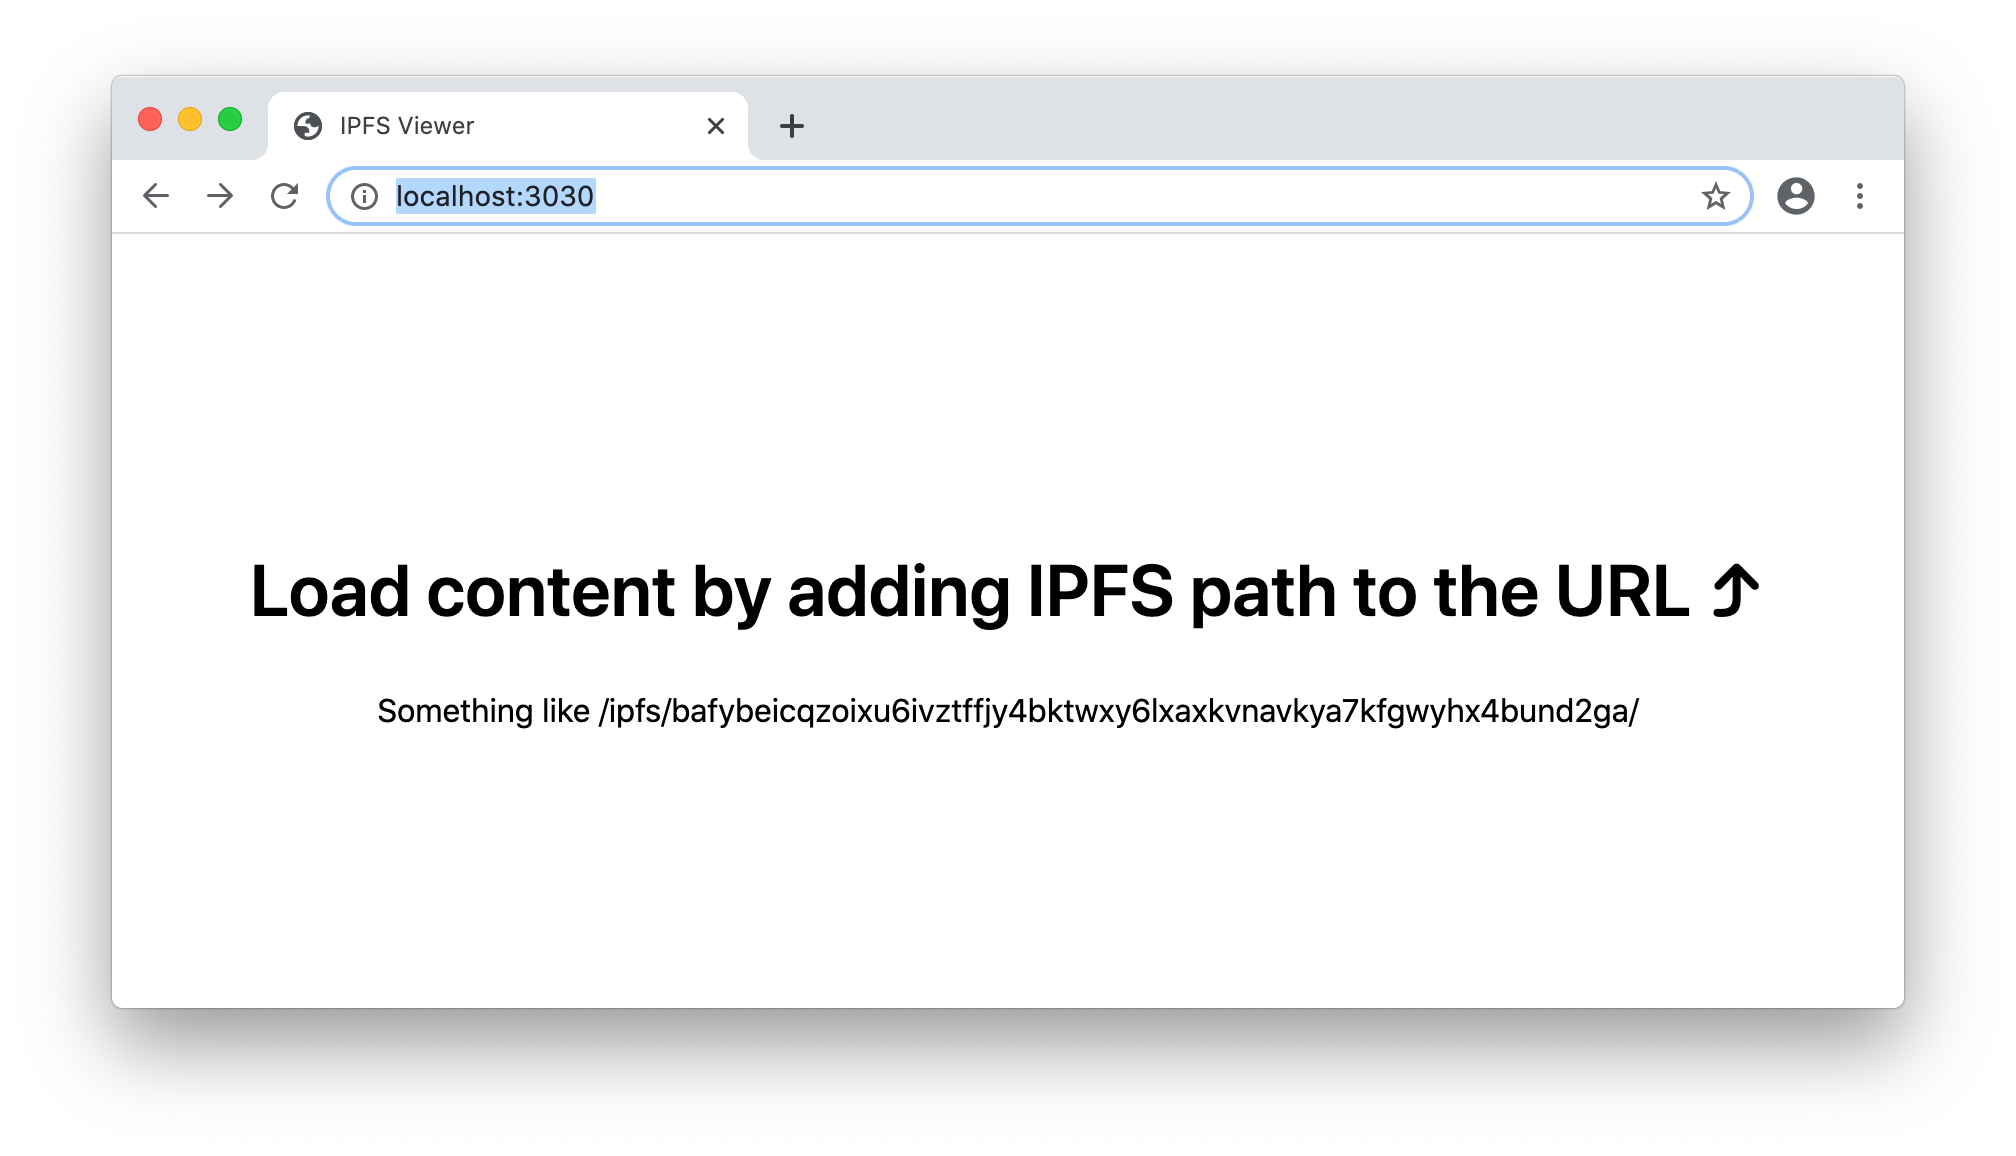 IPFS Viewer
localhost:3030
Load content by adding IPFS path to the URL ⤴
Something like /ipfs/bafybeicqzoixu6ivztffjy4bktwxy6lxaxkvnavkya7kfgwyhx4bund2ga/